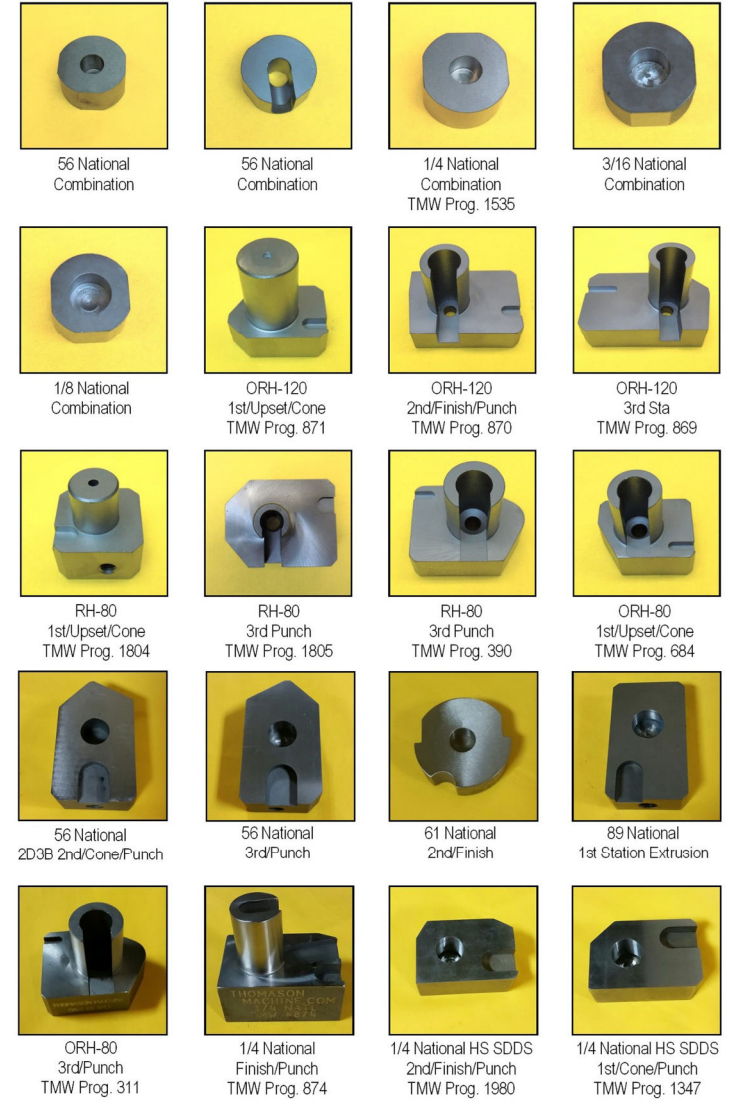 56 National
Combination
56 National
Combination
1/4 National
Combination
TMW Prog. 1535
3/16 National
Combination
1/8 National
Combination
ORH-120
1st/Upset/Cone
TMW Prog. 871
ORH-120
2nd/Finish/Punch
TMW Prog. 870
ORH-120
3rd Sta
TMW Prog. 869
RH-80
1st/Upset/Cone
TMW Prog. 1804
RH-80
3rd Punch
TMW Prog. 1805
RH-80
3rd Punch
TMW Prog. 390
ORH-80
1st/Upset/Cone
TMW Prog. 684
56 National
2D3B 2nd/Cone/Punch
56 National
3rd/Punch
61 National
2nd/Finish
89 National
1st Station Extrusion
THOMASON
MACHINE.COM
1/4 NATL
TMW #874
ORH-80
3rd/Punch
TMW Prog. 311
1/4 National
Finish/Punch
TMW Prog. 874
1/4 National HS SDDS
2nd/Finish/Punch
TMW Prog. 1980
1/4 National HS SDDS
1st/Cone/Punch
TMW Prog. 1347